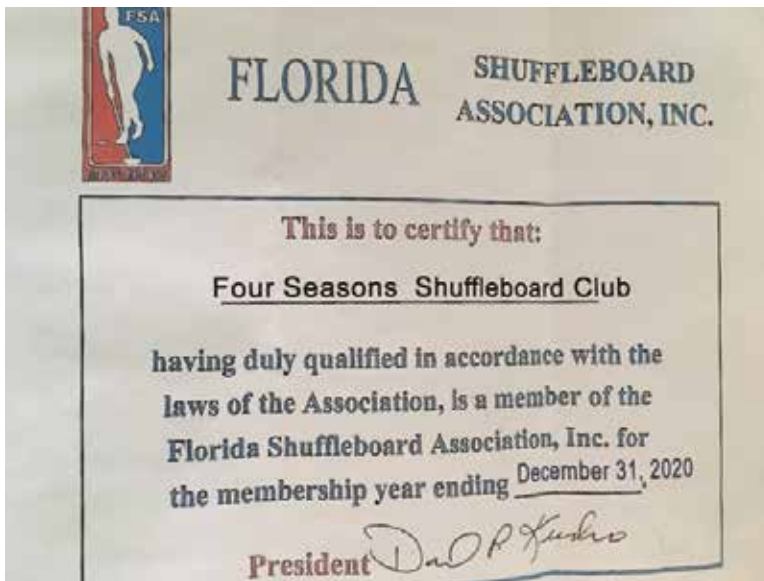 FSA
FLORIDA
SHUFFLEBOARD
ASSOCIATION, INC.
This is to certify that:
Four Seasons Shuffleboard Club
having duly qualified in accordance with the
laws of the Association, is a member of the
Florida Shuffleboard Association, Inc. for
the membership year ending December 31, 2020
President